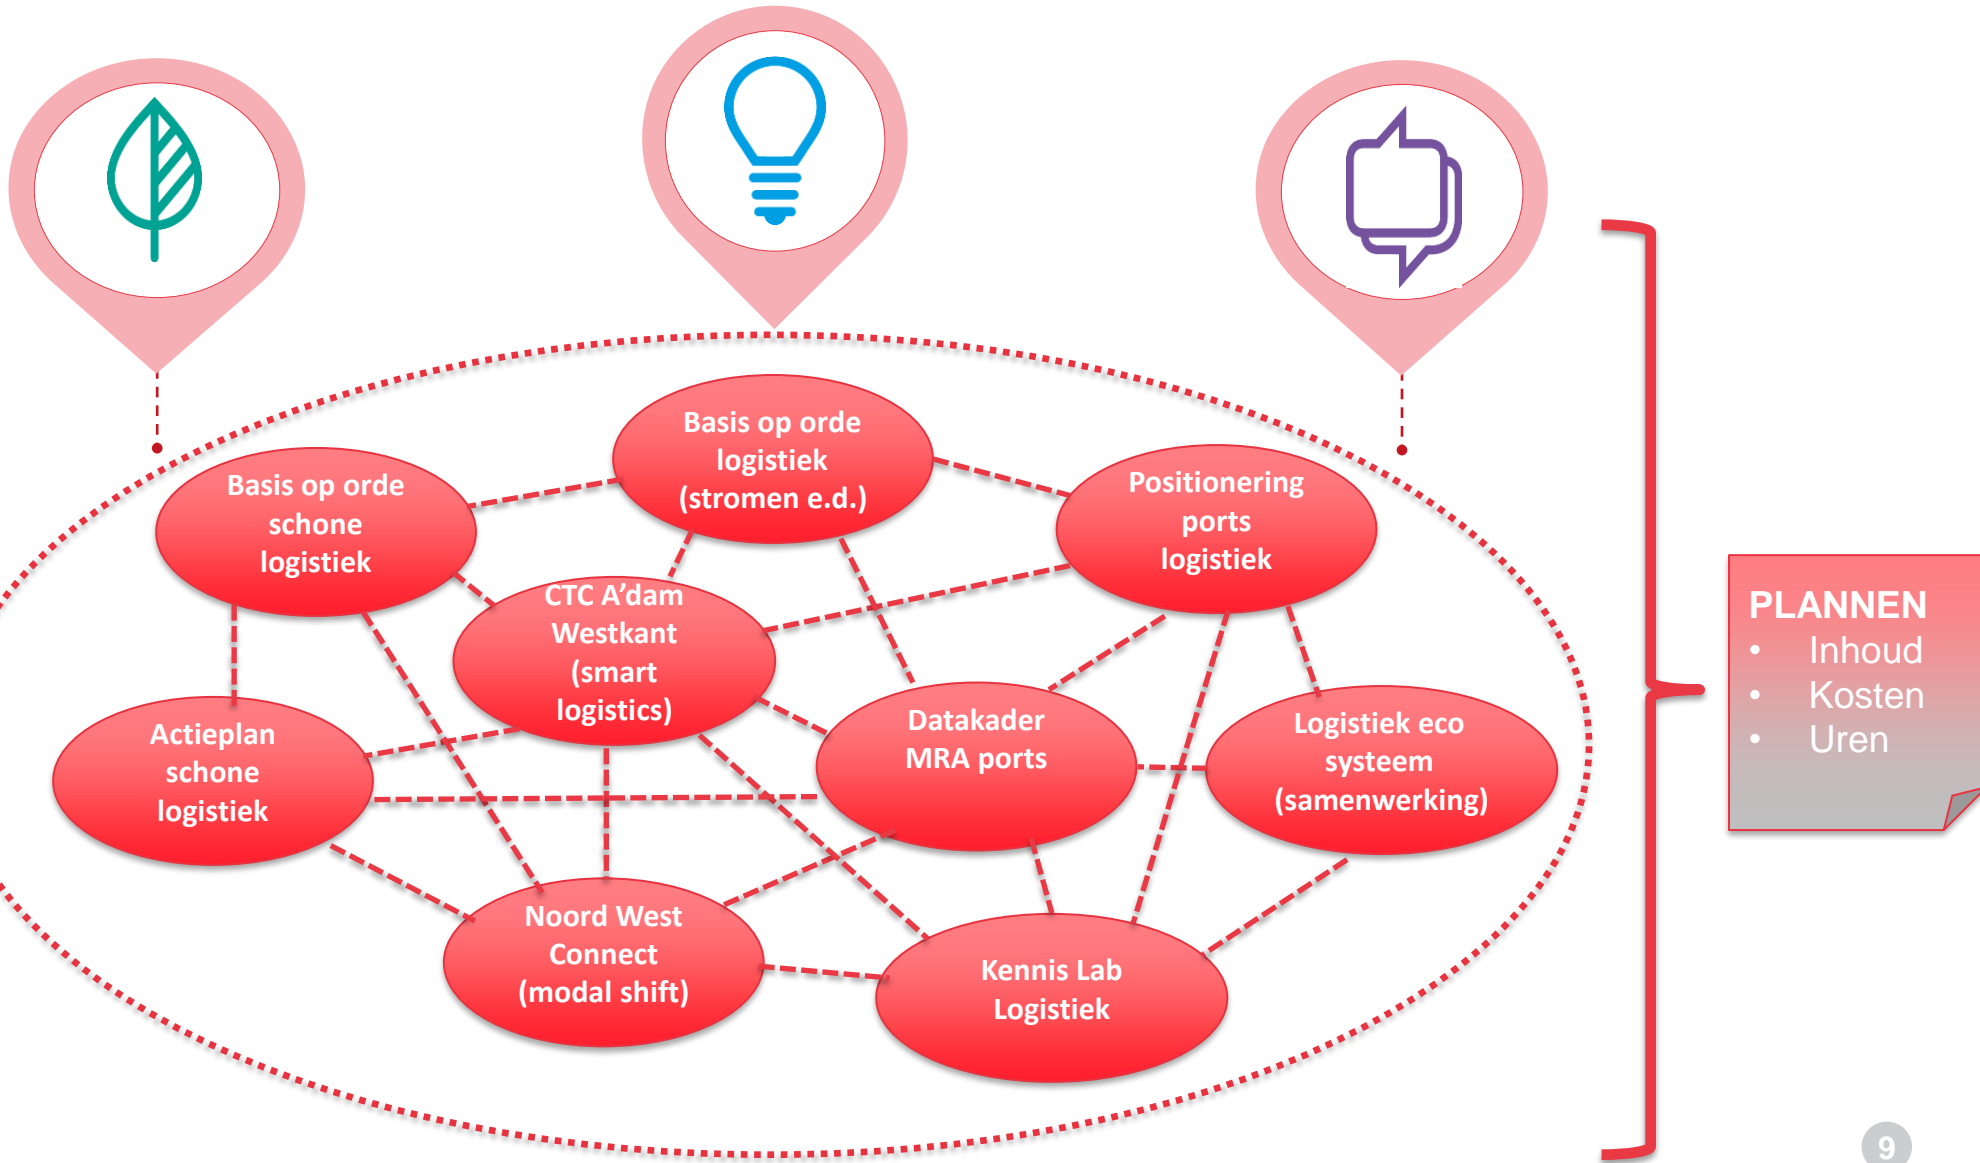 Basis op orde
logistiek
(stromen e.d.)
Basis op orde
schone
logistiek
Positionering
ports
logistiek
CTC A'dam
Westkant
(smart
logistics)
Actieplan
schone
logistiek
Datakader
MRA ports
Logistiek eco
systeem
(samenwerking)
Noord West
Connect
(modal shift)
Kennis Lab
Logistiek
PLANNEN
• Inhoud
• Kosten
• Uren
9